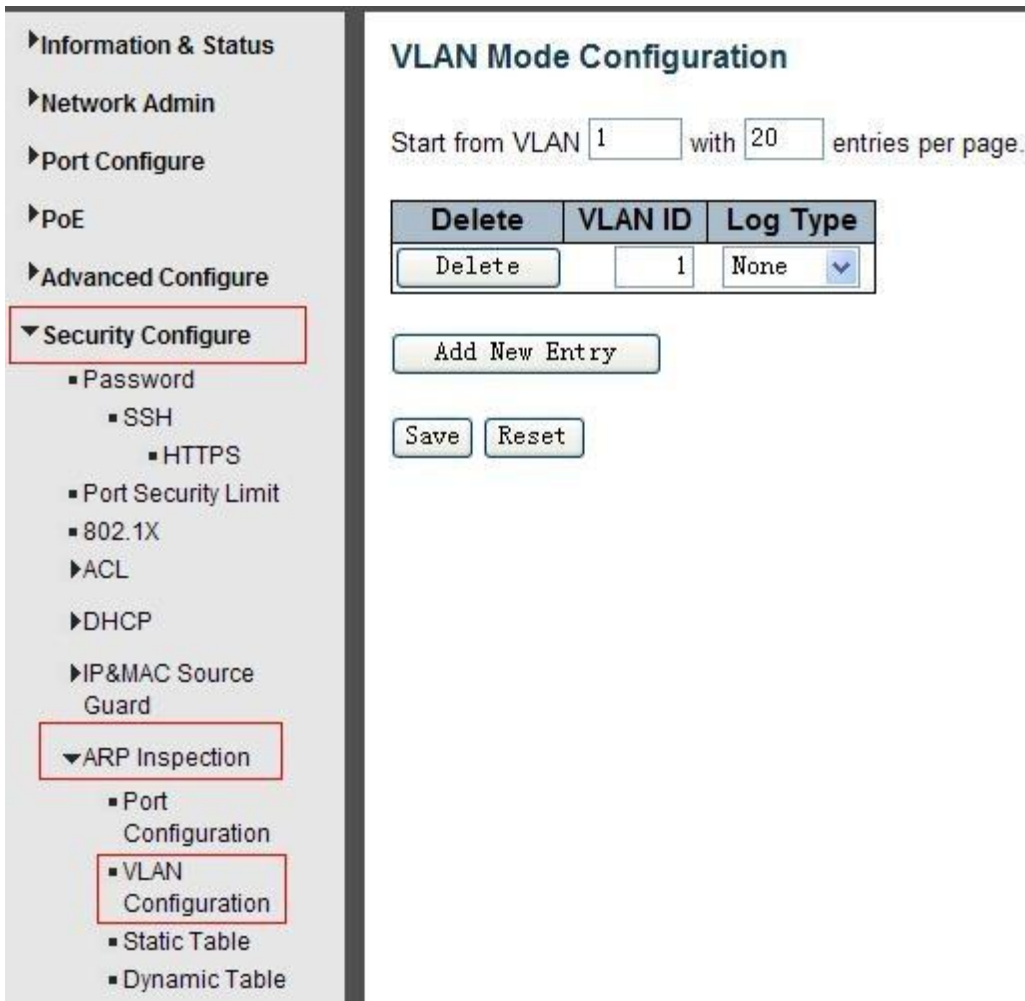 Information & Status
Network Admin
Port Configure
PoE
Advanced Configure
Security Configure
Password
SSH
HTTPS
Port Security Limit
802.1X
ACL
DHCP
IP&MAC Source
Guard
ARP Inspection
Port
Configuration
VLAN
Configuration
Static Table
Dynamic Table
VLAN Mode Configuration
Start from VLAN 1 with 20 entries per page.
Delete VLAN ID Log Type
Delete 1 None
Add New Entry
Save Reset